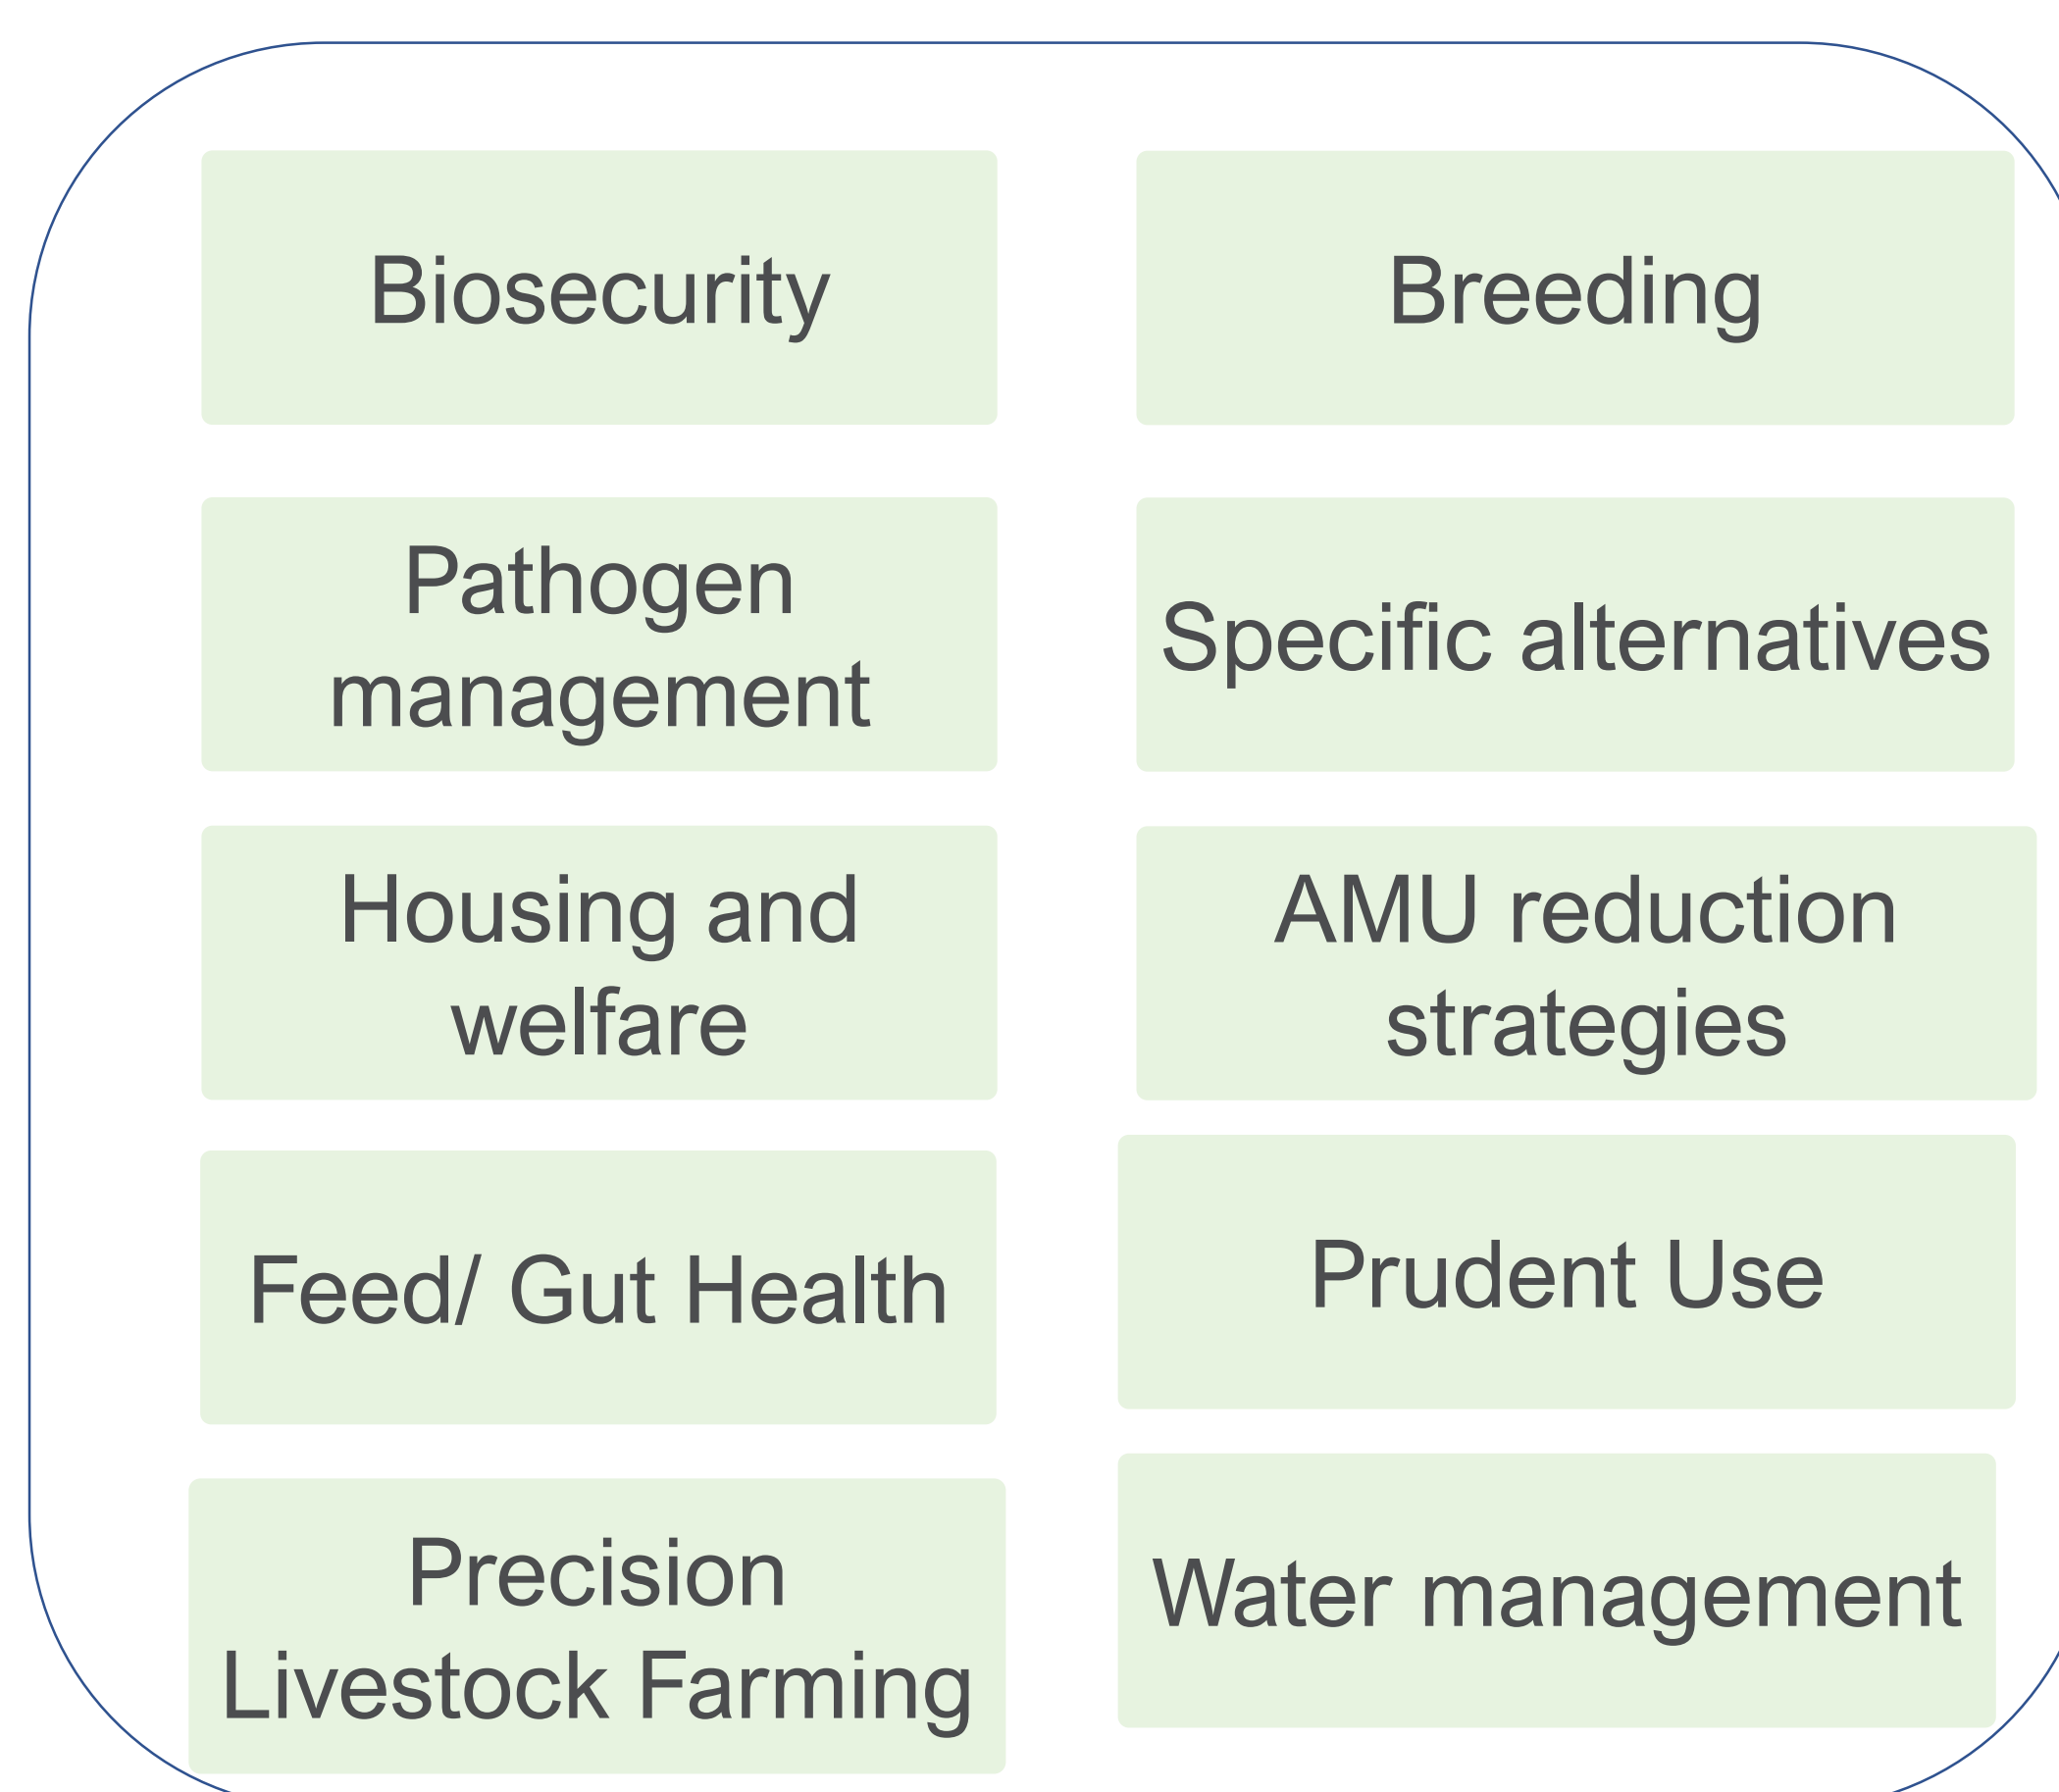 Biosecurity
Breeding
Pathogen
management
Specific alternatives
Housing and
welfare
AMU reduction
strategies
Feed/ Gut Health
Prudent Use
Precision
Livestock Farming
Water management